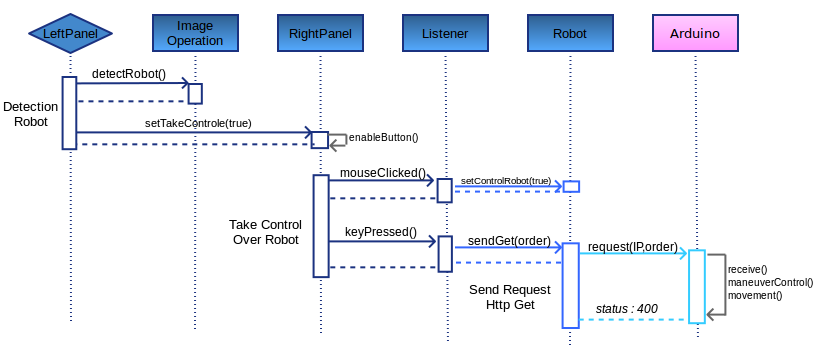 LeftPanel
Image
Operation
RightPanel
Listener
Robot
Arduino
detectRobot()
Detection
Robot
setTakeControle(true)
enableButton()
mouseClicked()
setControlRobot(true)
Take Control
Over Robot
keyPressed()
sendGet(order)
request(IP,order)
receive()
maneuverControl()
movement()
Send Request
Http Get
status : 400